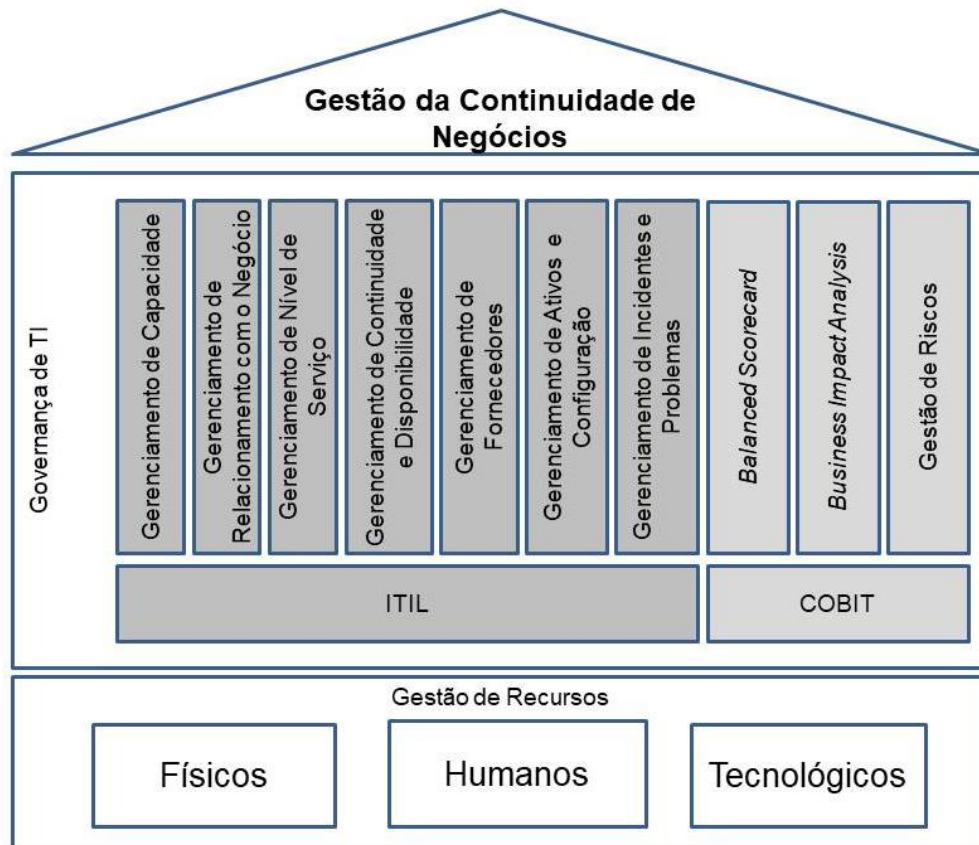 Gestão da Continuidade de
Negócios
Governança de TI
Gerenciamento de Capacidade
Gerenciamento de
Relacionamento com o Negócio
Gerenciamento de Nível de
Serviço
Gerenciamento de Continuidade
e Disponibilidade
Gerenciamento de
Fornecedores
Gerenciamento de Ativos e
Configuração
Gerenciamento de Incidentes e
Problemas
Balanced Scorecard
Business Impact Analysis
Gestão de Riscos
ITIL
COBIT
Gestão de Recursos
Físicos
Humanos
Tecnológicos